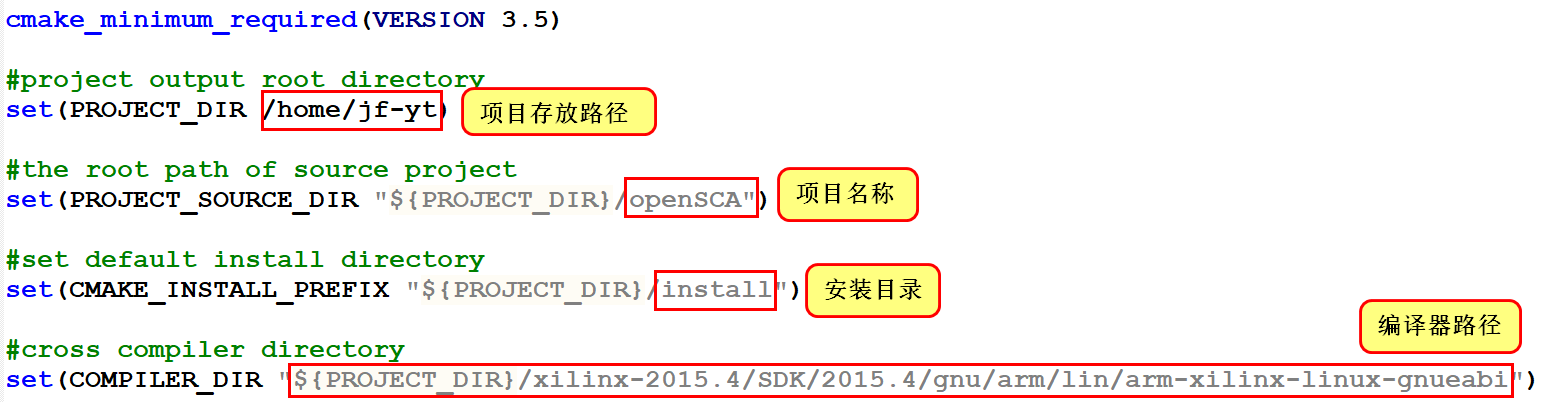 cmake_minimum_required(VERSION 3.5)
#project output root directory
set(PROJECT_DIR /home/jf-yt)
项目存放路径
#the root path of source project
set(PROJECT_SOURCE_DIR "${PROJECT_DIR}/openSCA")
项目名称
#set default install directory
set(CMAKE_INSTALL_PREFIX "${PROJECT_DIR}/install")
安装目录
编译器路径
#cross compiler directory
set(COMPILER_DIR "${PROJECT_DIR}/xilinx-2015.4/SDK/2015.4/gnu/arm/lin/arm-xilinx-linux-gnueabi")